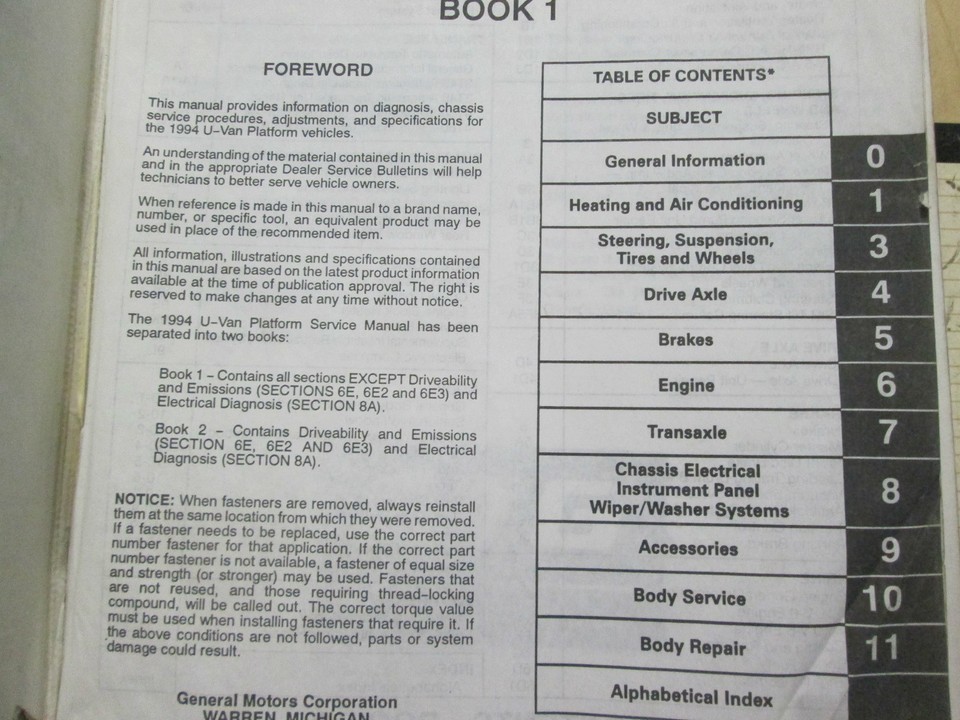 BOOK 1
FOREWORD
This manual provides information on diagnosis, chassis
service procedures, adjustments, and specifications for
the 1994 U–Van Platform vehicles.
An understanding of the material contained in this manual
and in the appropriate Dealer Service Bulletins will help
technicians to better serve vehicle owners.
When reference is made in this manual to a brand name,
number, or specific tool, an equivalent product may be
used in place of the recommended item.
All information, illustrations and specifications contained
in this manual are based on the latest product information
available at the time of publication approval. The right is
reserved to make changes at any time without notice.
The 1994 U–Van Platform Service Manual has been
separated into two books:
Book 1 – Contains all sections EXCEPT Driveability
and Emissions (SECTIONS 6E, 6E2 and 6E3) and
Electrical Diagnosis (SECTION 8A).
Book 2 – Contains Driveability and Emissions
(SECTION 6E, 6E2 AND 6E3) and Electrical
Diagnosis (SECTION 8A).
NOTICE: When fasteners are removed, always reinstall
them at the same location from which they were removed.
If a fastener needs to be replaced, use the correct part
number fastener for that application. If the correct part
number fastener is not available, a fastener of equal size
and strength (or stronger) may be used. Fasteners that
are not reused, and those requiring thread–locking
compound, will be called out. The correct torque value
must be used when installing fasteners that require it. If
the above conditions are not followed, parts or system
damage could result.
General Motors Corporation
WARREN, MICHIGAN
TABLE OF CONTENTS*
SUBJECT
General Information 0
Heating and Air Conditioning 1
Steering, Suspension,
Tires and Wheels 3
Drive Axle 4
Brakes 5
Engine 6
Transaxle 7
Chassis Electrical
Instrument Panel 8
Wiper/Washer Systems
Accessories 9
Body Service 10
Body Repair 11
Alphabetical Index